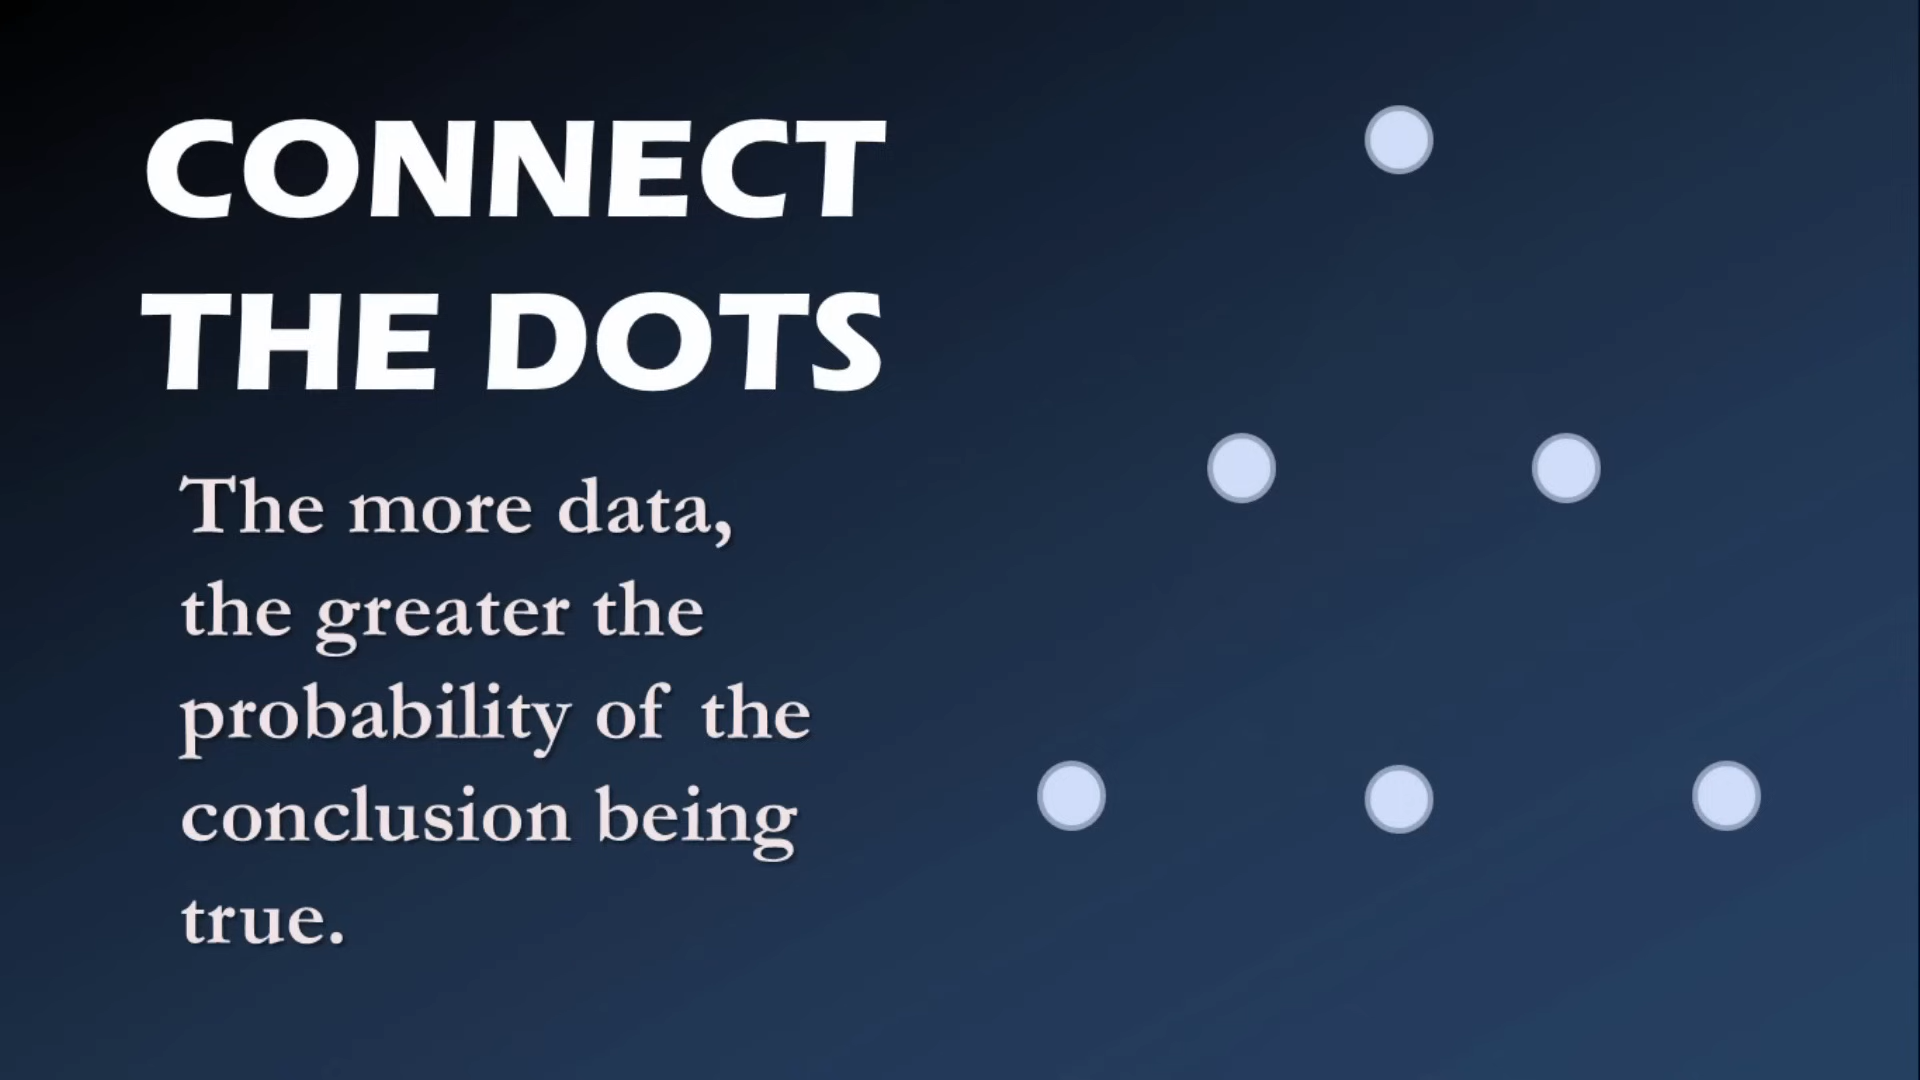 CONNECT
THE DOTS
The more data,
the greater the
probability of the
conclusion being
true.